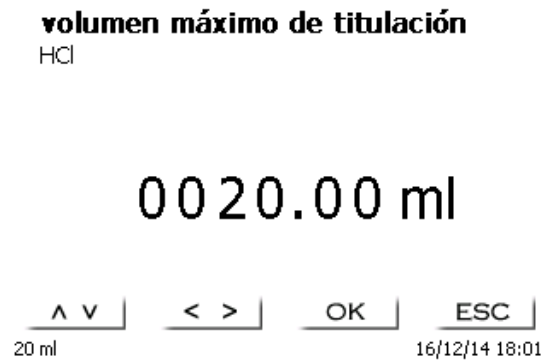 volumen máximo de titulación
HCl
0020.00 ml
∧ ∨ < > OK ESC
20 ml 16/12/14 18:01